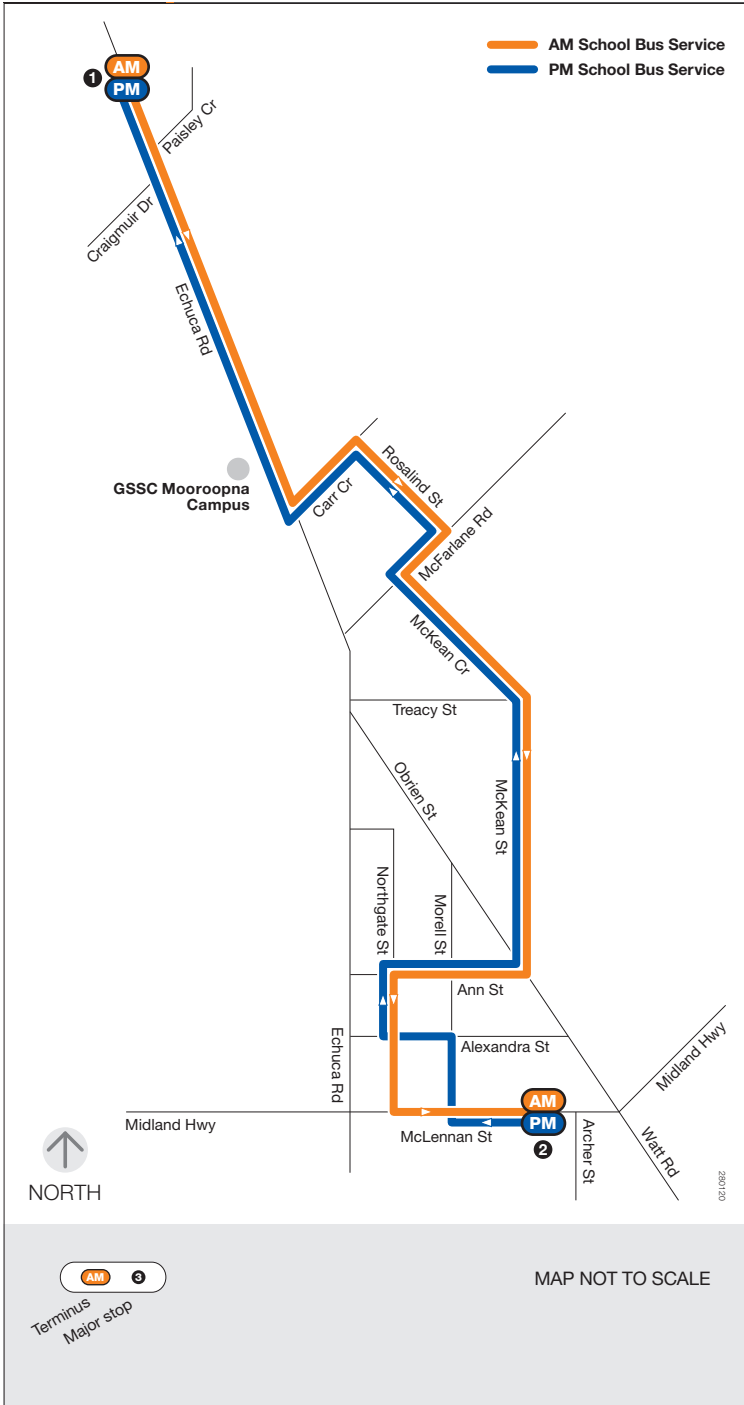 AM School Bus Service
PM School Bus Service
1
AM
PM
Paisley Cr
Craigmuir Dr
Echuca Rd
GSSC Mooroopna
Campus
Carr Cr
Rosalind St
McFarlane Rd
McKean Cr
Treacy St
Obrien St
McKean St
Northgate St
Morell St
Ann St
Echuca Rd
Alexandra St
Midland Hwy
AM
PM
Midland Hwy
McLennan St
2
Archer St
Watt Rd
NORTH
280120
AM
3
Terminus
Major stop
MAP NOT TO SCALE